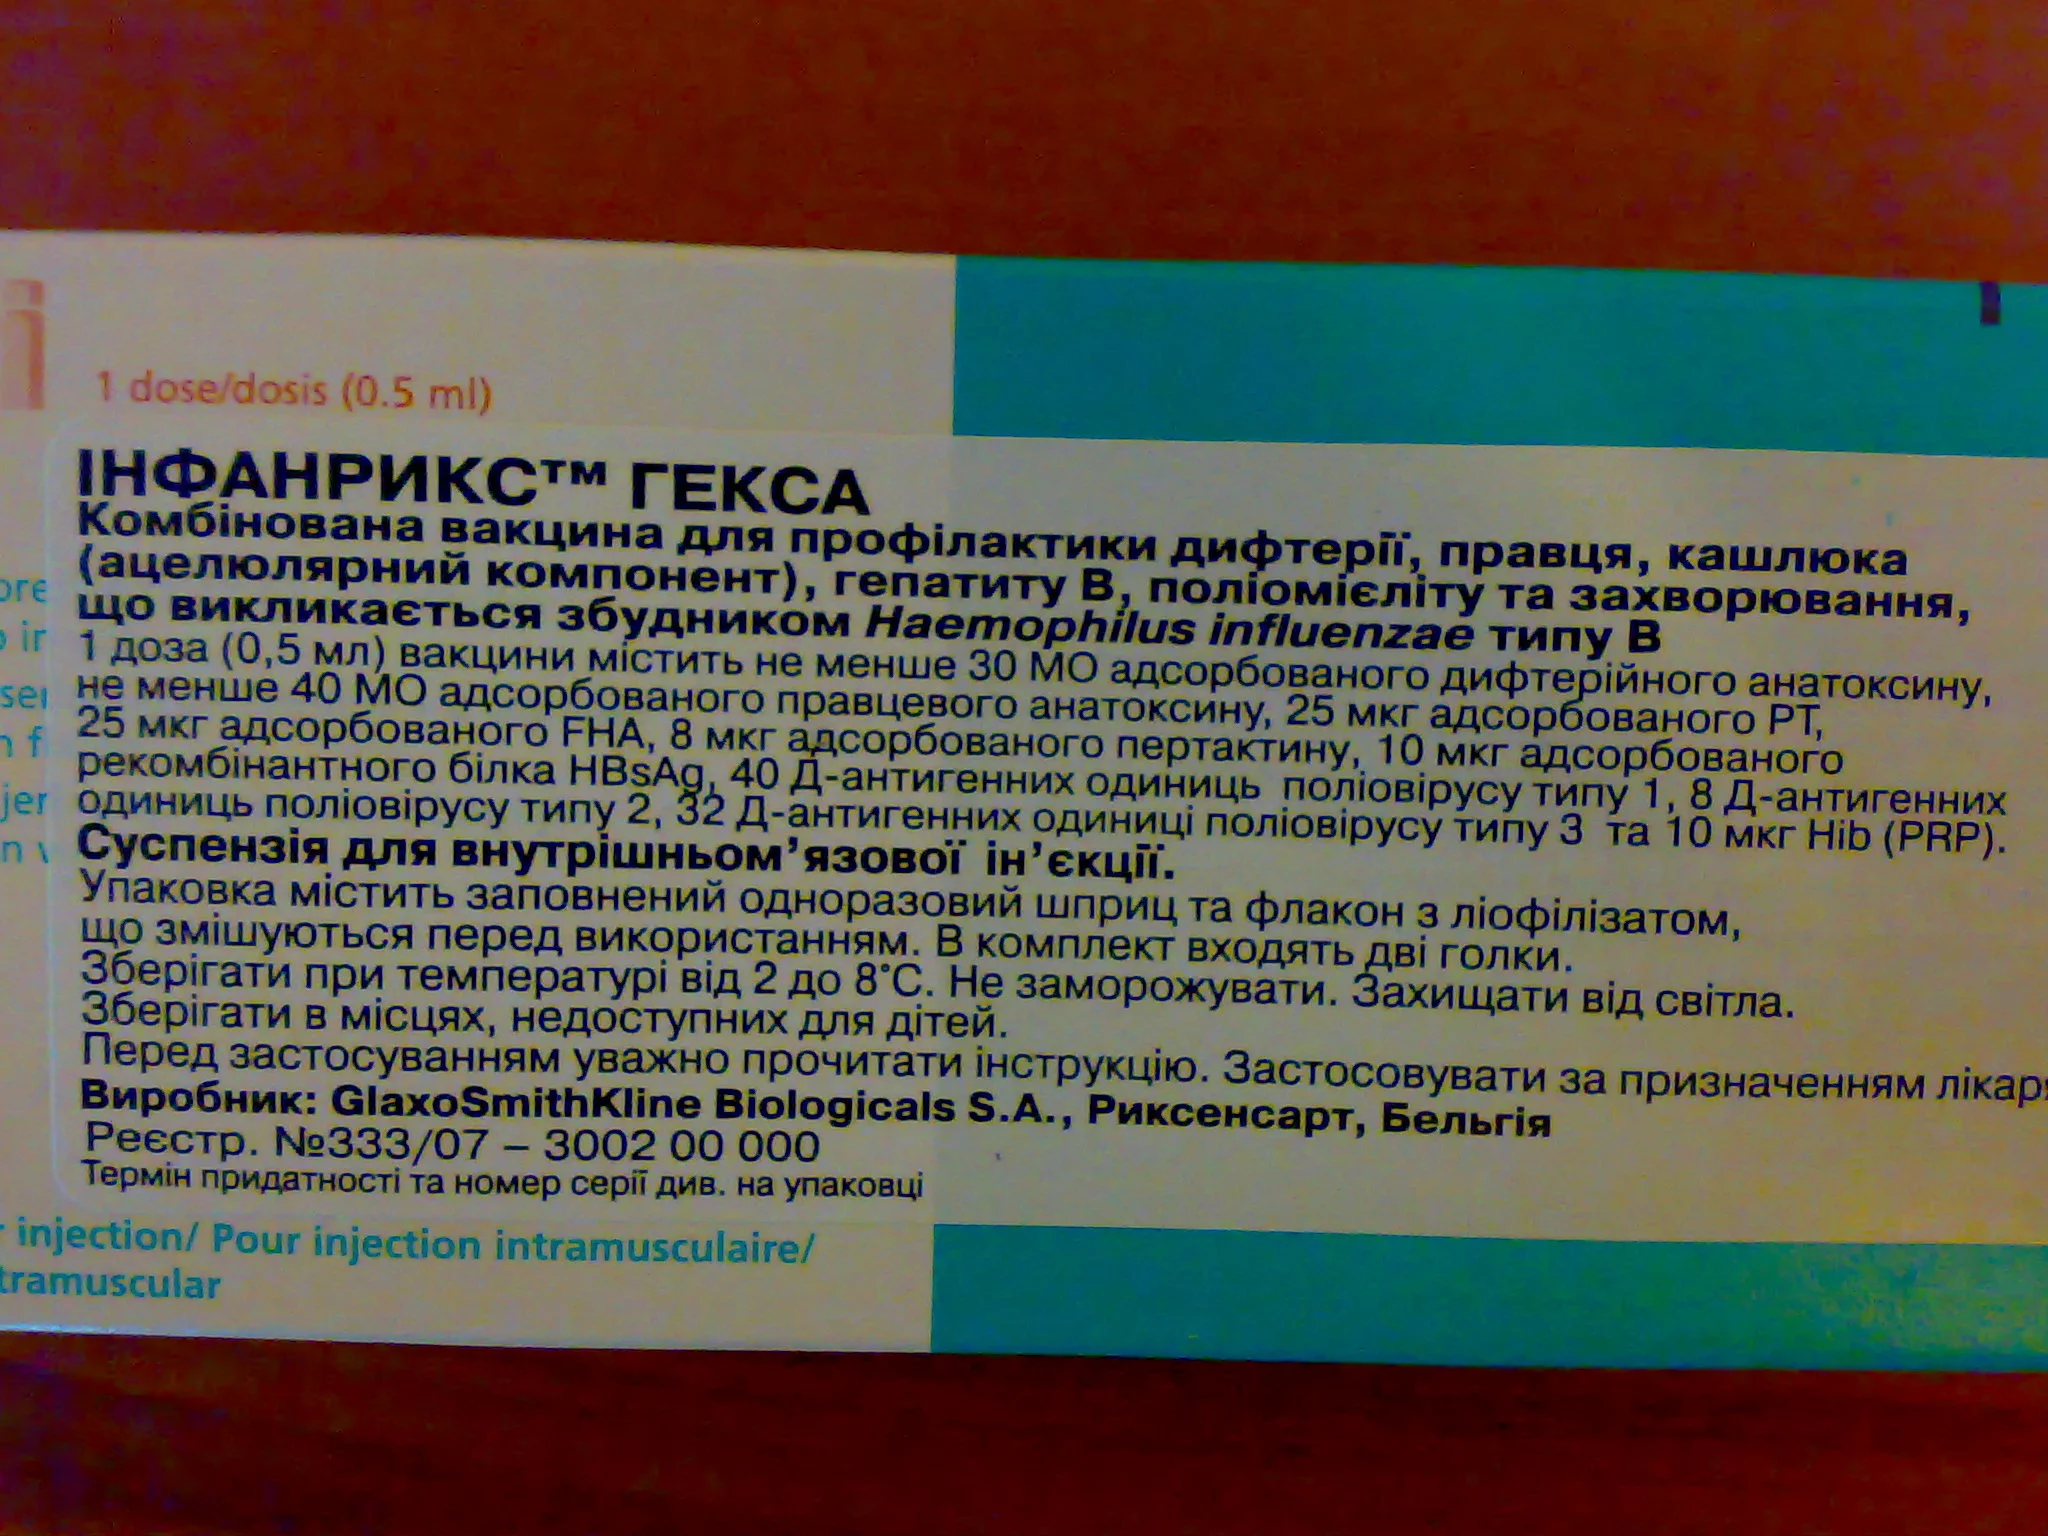 1 dose/dosis (0.5 ml)
ІНФАНРИКС™ ГЕКСА
Комбінована вакцина для профілактики дифтерії, правця, кашлюка
(ацелюлярний компонент), гепатиту В, поліомієліту та захворювання,
що викликається збудником Haemophilus influenzae типу В
1 доза (0,5 мл) вакцини містить не менше 30 МО адсорбованого дифтерійного анатоксину,
не менше 40 МО адсорбованого правцевого анатоксину, 25 мкг адсорбованого РТ,
25 мкг адсорбованого FHA, 8 мкг адсорбованого пертактину, 10 мкг адсорбованого
рекомбінантного білка HBsAg, 40 Д-антигенних одиниць поліовірусу типу 1, 8 Д-антигенних
одиниць поліовірусу типу 2, 32 Д-антигенних одиниці поліовірусу типу 3 та 10 мкг Hib (PRP).
Суспензія для внутрішньом’язової ін’єкції.
Упаковка містить заповнений одноразовий шприц та флакон з ліофілізатом,
що змішуються перед використанням. В комплект входять дві голки.
Зберігати при температурі від 2 до 8°С. Не заморожувати. Захищати від світла.
Зберігати в місцях, недоступних для дітей.
Перед застосуванням уважно прочитати інструкцію. Застосовувати за призначенням
Виробник: GlaxoSmithKline Biologicals S.A., Риксенсарт, Бельгія
Реєстр. №333/07 – 3002 00 000
Термін придатності та номер серії див. на упаковці
injection/ Pour injection intramusculaire/
tramuscular